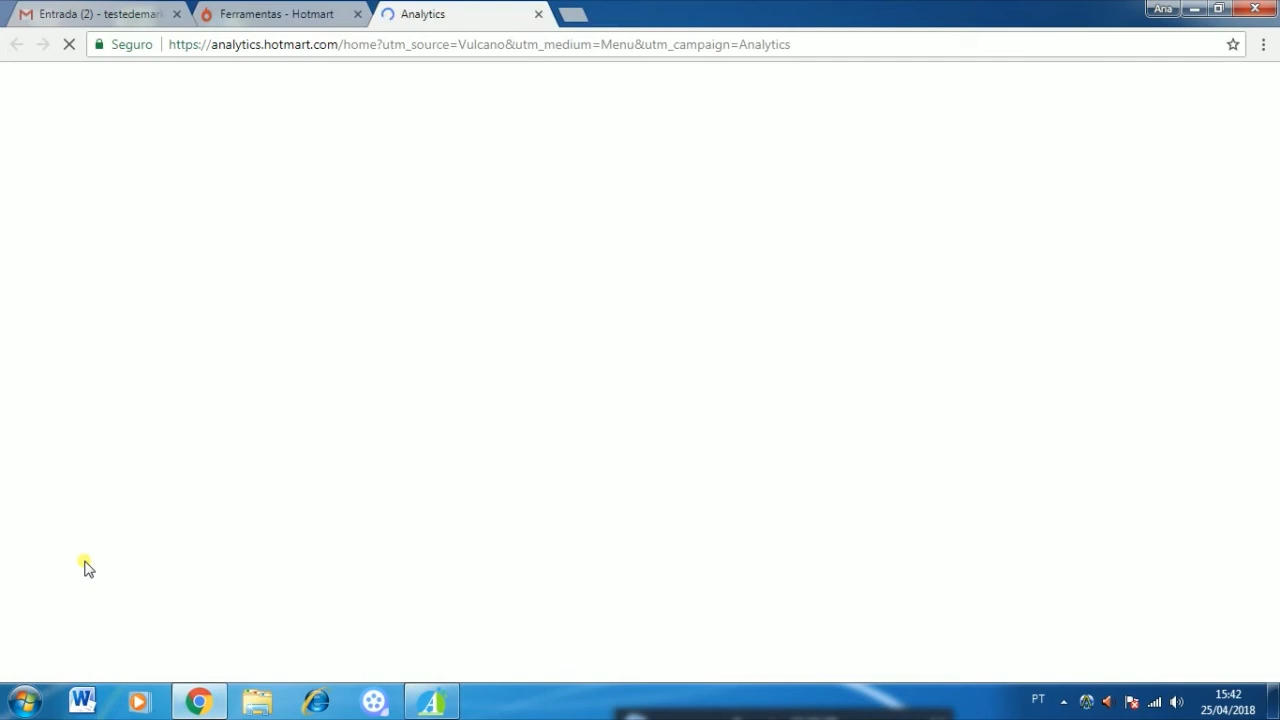 Entrada (2) - testedemar
Ferramentas - Hotmart
Analytics
Ana
Seguro
https://analytics.hotmart.com/home?utm_source=Vulcano&utm_medium=Menu&utm_campaign=Analytics
PT
15:42
25/04/2018